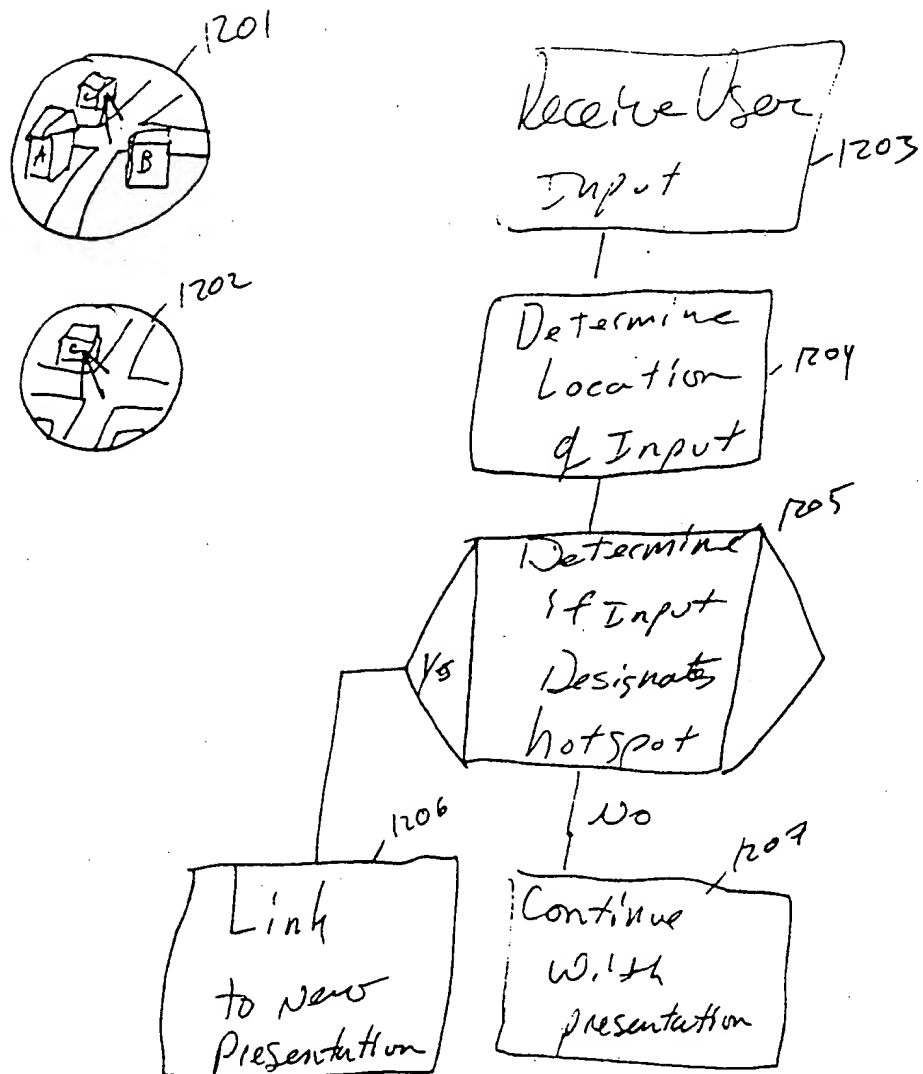 1201
C
A
B
1202
C
Receive User
Input
1203
Determine
Location
of Input
1204
1205
Determine
if Input
Designates
hotspot
Yes
No
1206
Link
to New
Presentation
1207
Continue
With
presentation